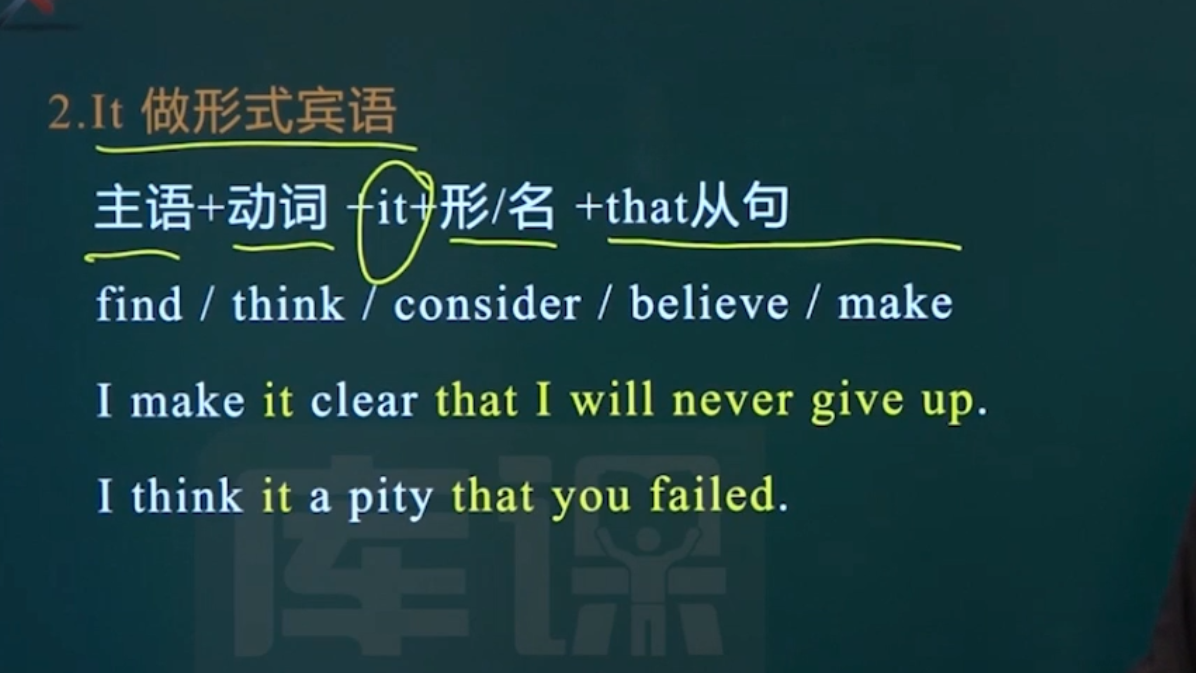 2.It 做形式宾语
主语+动词 +it+形/名 +that从句
find / think / consider / believe / make
I make it clear that I will never give up.
I think it a pity that you failed.
库课